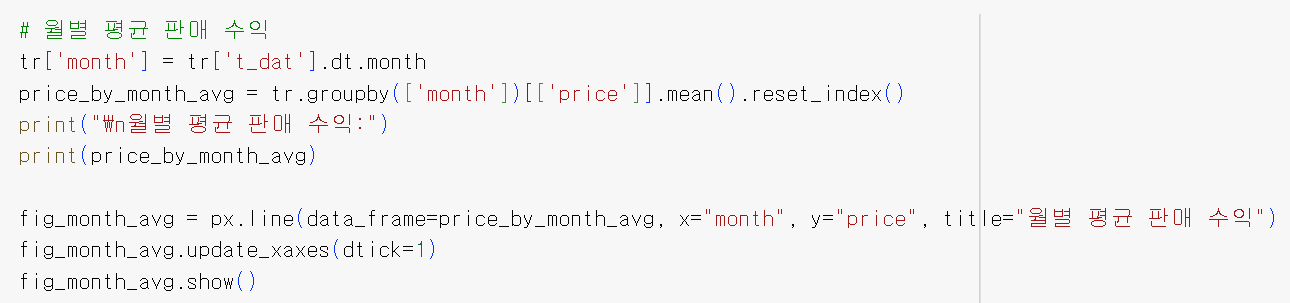 # 월별 평균 판매 수익
tr['month'] = tr['t_dat'].dt.month
price_by_month_avg = tr.groupby(['month'])[['price']].mean().reset_index()
print("₩n월별 평균 판매 수익:")
print(price_by_month_avg)
fig_month_avg = px.line(data_frame=price_by_month_avg, x="month", y="price", title="월별 평균 판매 수익")
fig_month_avg.update_xaxes(dtick=1)
fig_month_avg.show()